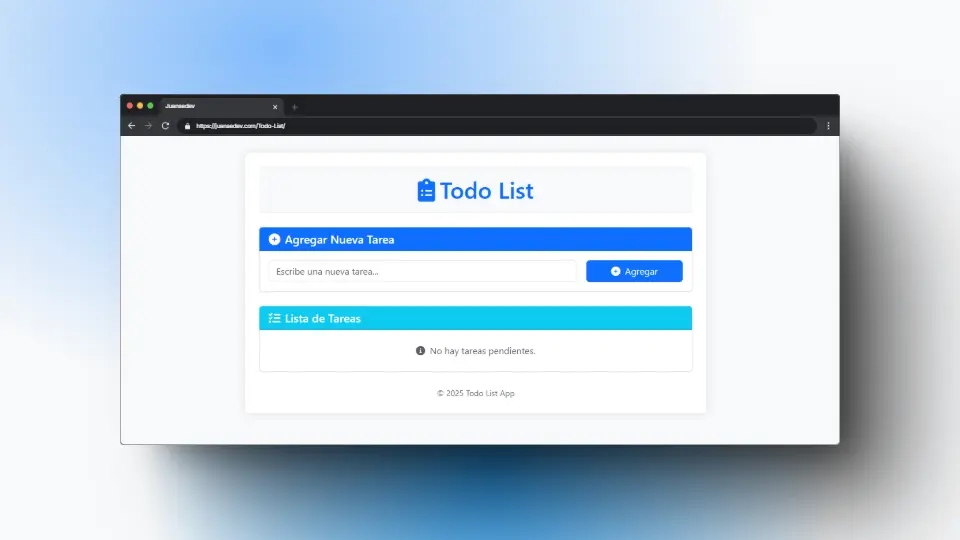 Juansedev
https://juansedev.com/Todo-List/
Todo List
Agregar Nueva Tarea
Escribe una nueva tarea...
Agregar
Lista de Tareas
No hay tareas pendientes.
© 2025 Todo List App